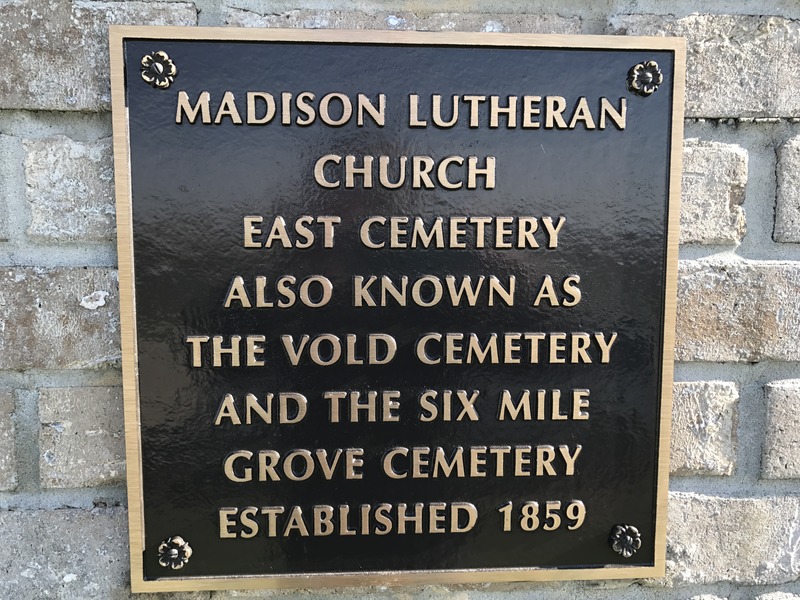 MADISON LUTHERAN
CHURCH
EAST CEMETERY
ALSO KNOWN AS
THE VOLD CEMETERY
AND THE SIX MILE
GROVE CEMETERY
ESTABLISHED 1859